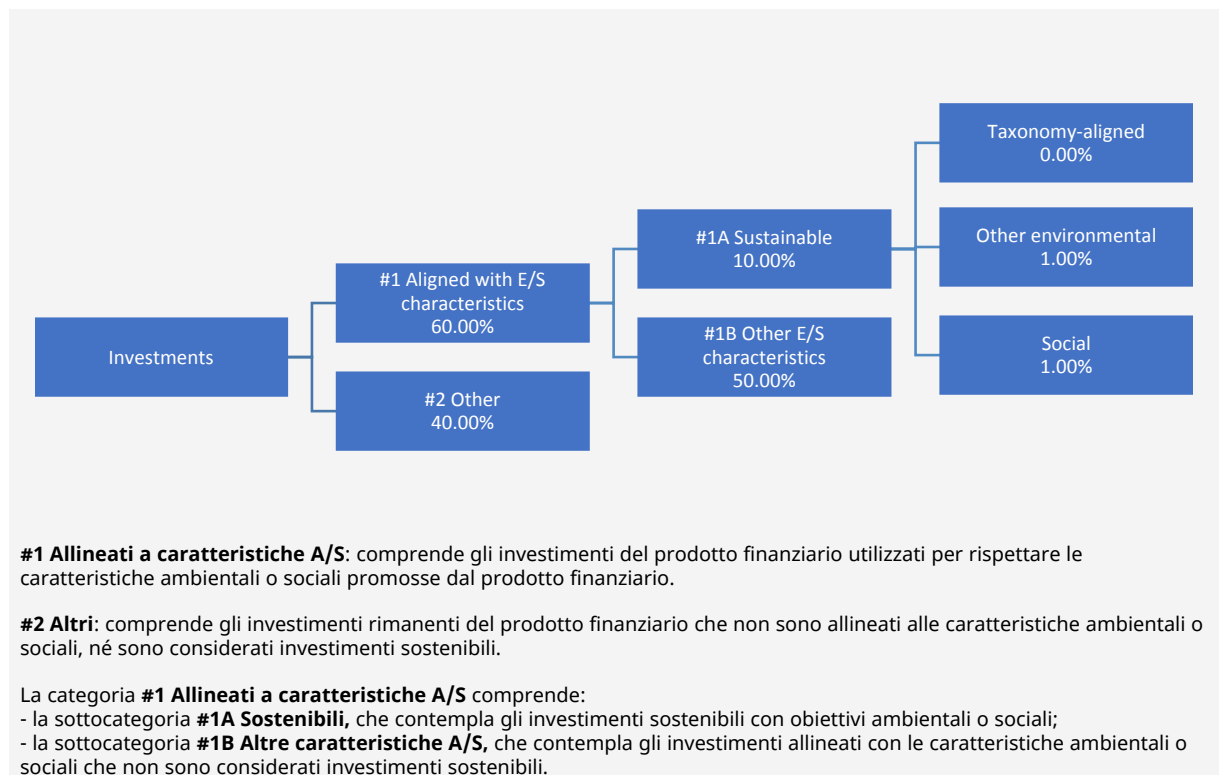 Taxonomy-aligned
0.00%
#1A Sustainable
10.00%
Other environmental
1.00%
#1 Aligned with E/S
characteristics
60.00%
Investments
#1B Other E/S
characteristics
50.00%
Social
1.00%
#2 Other
40.00%
#1 Allineati a caratteristiche A/S: comprende gli investimenti del prodotto finanziario utilizzati per rispettare le
caratteristiche ambientali o sociali promosse dal prodotto finanziario.
#2 Altri: comprende gli investimenti rimanenti del prodotto finanziario che non sono allineati alle caratteristiche ambientali o
sociali, né sono considerati investimenti sostenibili.
La categoria #1 Allineati a caratteristiche A/S comprende:
- la sottocategoria #1A Sostenibili, che contempla gli investimenti sostenibili con obiettivi ambientali o sociali;
- la sottocategoria #1B Altre caratteristiche A/S, che contempla gli investimenti allineati con le caratteristiche ambientali o
sociali che non sono considerati investimenti sostenibili.